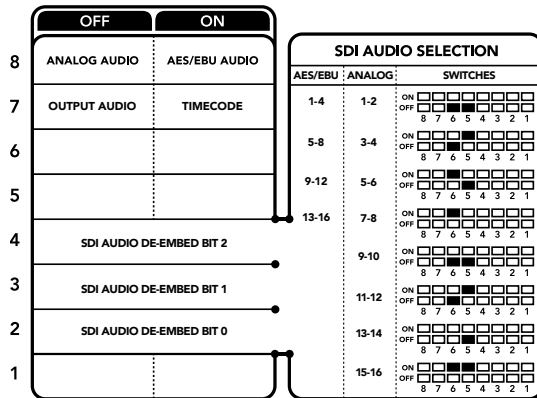 OFF ON
8 ANALOG AUDIO AES/EBU AUDIO
7 OUTPUT AUDIO TIMECODE
6
5
4 SDI AUDIO DE-EMBED BIT 2
3 SDI AUDIO DE-EMBED BIT 1
2 SDI AUDIO DE-EMBED BIT 0
1
SDI AUDIO SELECTION
AES/EBU ANALOG SWITCHES
1-4 1-2 ON
OFF
8 7 6 5 4 3 2 1
5-8 3-4 ON
OFF
8 7 6 5 4 3 2 1
9-12 5-6 ON
OFF
8 7 6 5 4 3 2 1
13-16 7-8 ON
OFF
8 7 6 5 4 3 2 1
9-10 ON
OFF
8 7 6 5 4 3 2 1
11-12 ON
OFF
8 7 6 5 4 3 2 1
13-14 ON
OFF
8 7 6 5 4 3 2 1
15-16 ON
OFF
8 7 6 5 4 3 2 1